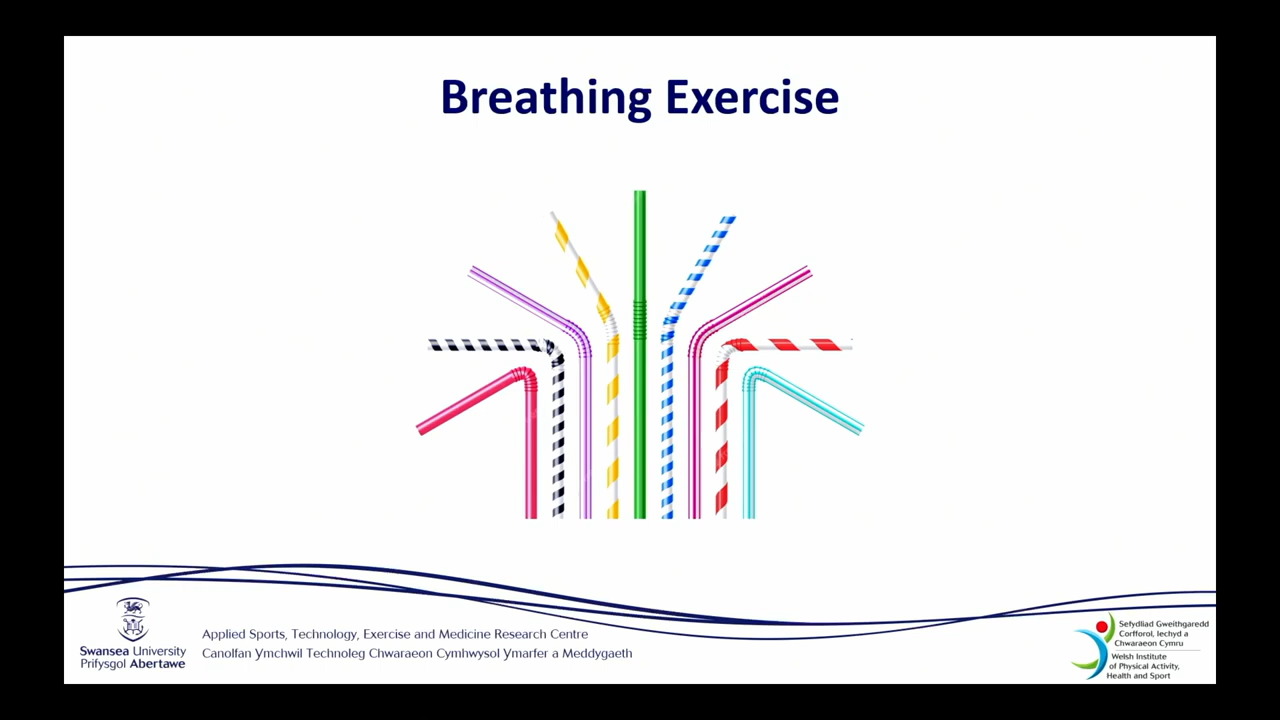 Breathing Exercise
Swansea University
Prifysgol Abertawe
Applied Sports, Technology, Exercise and Medicine Research Centre
Canolfan Ymchwil Technoleg Chwaraeon Cymhwysol Ymarfer a Meddygaeth
Sefydliad Gweithgaredd
Corfforol, Iechyd a
Chwaraeon Cymru
Welsh Institute
of Physical Activity,
Health and Sport